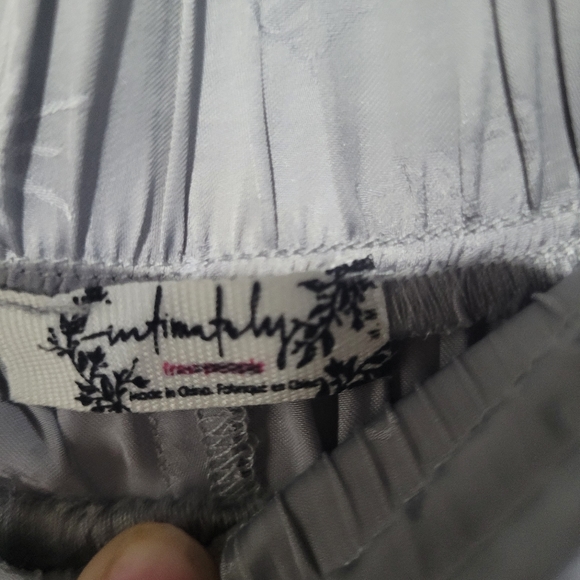 intimately
free people
Made in China. Fabriqué en Chine